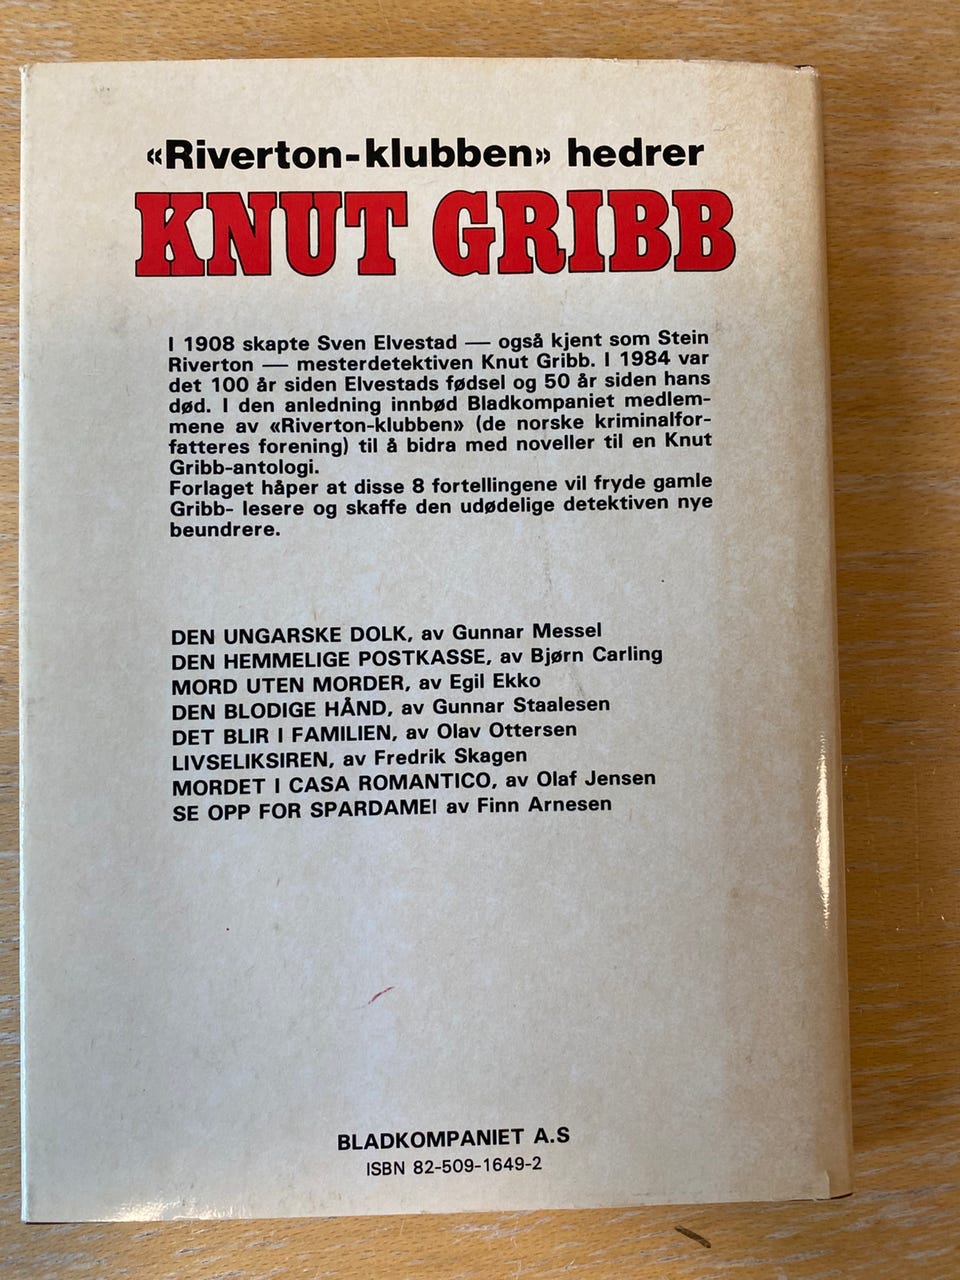 «Riverton-klubben» hedrer
KNUT GRIBB
I 1908 skapte Sven Elvestad — også kjent som Stein
Riverton — mesterdetektiven Knut Gribb. I 1984 var
det 100 år siden Elvestads fødsel og 50 år siden hans
død. I den anledning innbød Bladkompaniet medlem-
mene av «Riverton-klubben» (de norske kriminalfor-
fatteres forening) til å bidra med noveller til en Knut
Gribb-antologi.
Forlaget håper at disse 8 fortellingene vil fryde gamle
Gribb- lesere og skaffe den udødelige detektiven nye
beundrere.
DEN UNGARSKE DOLK, av Gunnar Messel
DEN HEMMELIGE POSTKASSE, av Bjørn Carling
MORD UTEN MORDER, av Egil Ekko
DEN BLODIGE HÅND, av Gunnar Staalesen
DET BLIR I FAMILIEN, av Olav Ottersen
LIVSELIKSIREN, av Fredrik Skagen
MORDET I CASA ROMANTICO, av Olaf Jensen
SE OPP FOR SPARDAME! av Finn Arnesen
BLADKOMPANIET A.S
ISBN 82-509-1649-2